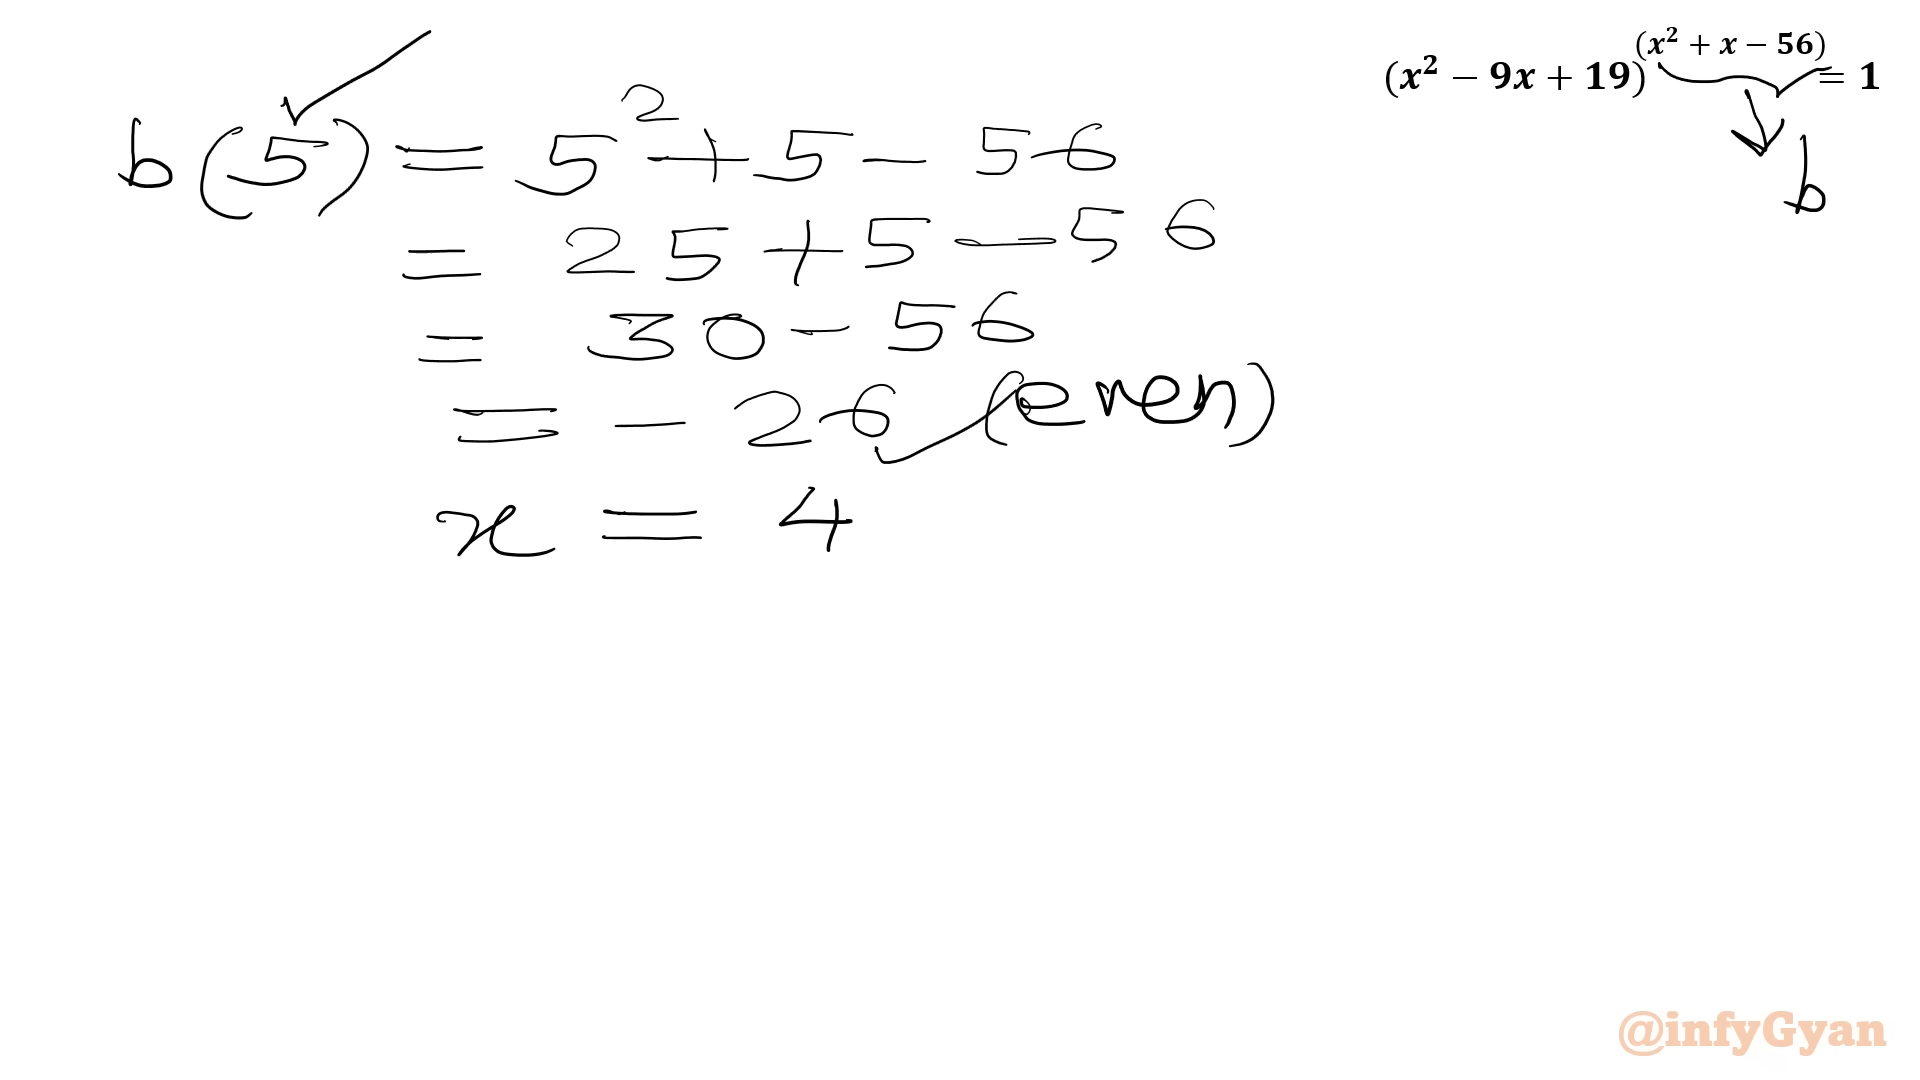 (x² − 9x + 19)^(x² + x − 56) = 1
b
b(5) = 5² + 5 − 56
= 25 + 5 − 56
= 30 − 56
= − 26 (even)
x = 4
@infyGyan